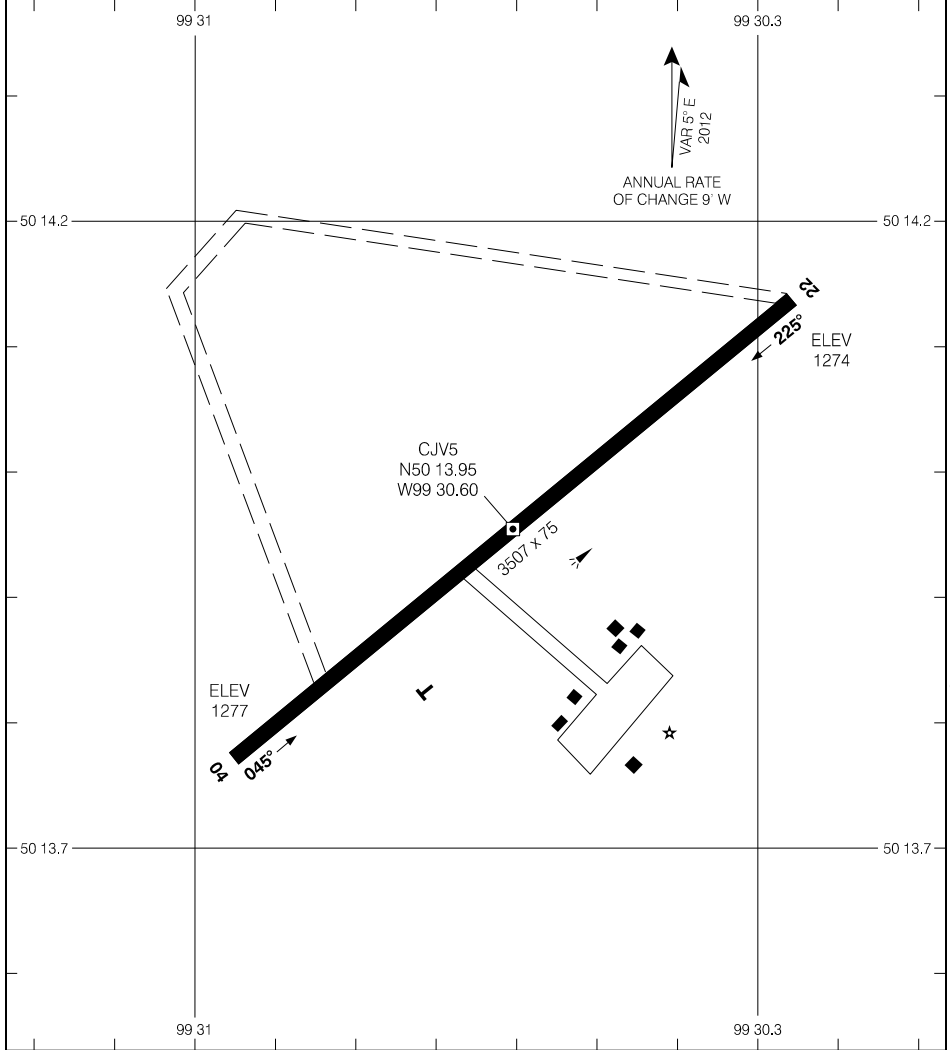 99 31
99 30.3
VAR 5° E
2012
ANNUAL RATE
OF CHANGE 9' W
50 14.2
50 14.2
22
225°
ELEV
1274
CJV5
N50 13.95
W99 30.60
3507 x 75
ELEV
1277
04
045°
50 13.7
50 13.7
99 31
99 30.3